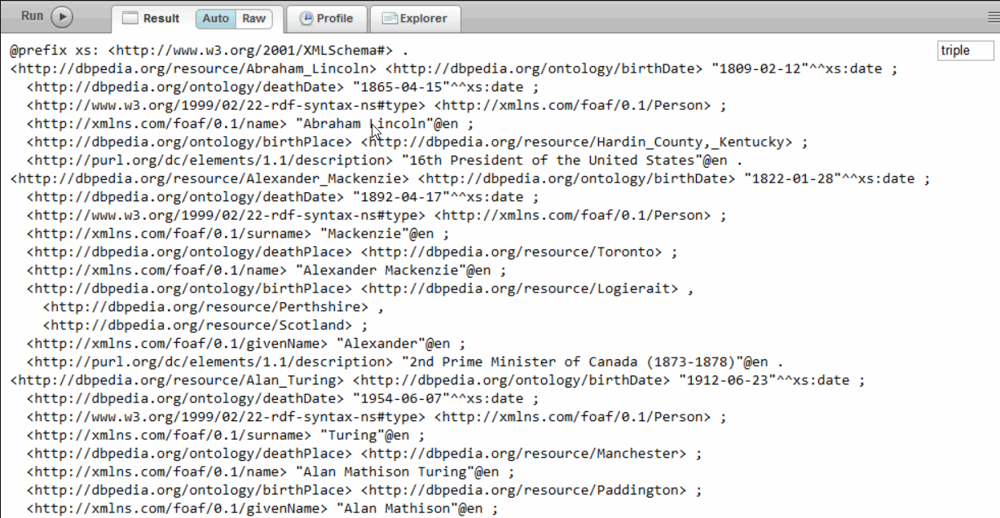 Run Result Auto Raw Profile Explorer
triple
@prefix xs: <http://www.w3.org/2001/XMLSchema#> .
<http://dbpedia.org/resource/Abraham_Lincoln> <http://dbpedia.org/ontology/birthDate> "1809-02-12"^^xs:date ;
<http://dbpedia.org/ontology/deathDate> "1865-04-15"^^xs:date ;
<http://www.w3.org/1999/02/22-rdf-syntax-ns#type> <http://xmlns.com/foaf/0.1/Person> ;
<http://xmlns.com/foaf/0.1/name> "Abraham Lincoln"@en ;
<http://dbpedia.org/ontology/birthPlace> <http://dbpedia.org/resource/Hardin_County,_Kentucky> ;
<http://purl.org/dc/elements/1.1/description> "16th President of the United States"@en .
<http://dbpedia.org/resource/Alexander_Mackenzie> <http://dbpedia.org/ontology/birthDate> "1822-01-28"^^xs:date ;
<http://dbpedia.org/ontology/deathDate> "1892-04-17"^^xs:date ;
<http://www.w3.org/1999/02/22-rdf-syntax-ns#type> <http://xmlns.com/foaf/0.1/Person> ;
<http://xmlns.com/foaf/0.1/surname> "Mackenzie"@en ;
<http://dbpedia.org/ontology/deathPlace> <http://dbpedia.org/resource/Toronto> ;
<http://xmlns.com/foaf/0.1/name> "Alexander Mackenzie"@en ;
<http://dbpedia.org/ontology/birthPlace> <http://dbpedia.org/resource/Logierait> ,
<http://dbpedia.org/resource/Perthshire> ,
<http://dbpedia.org/resource/Scotland> ;
<http://xmlns.com/foaf/0.1/givenName> "Alexander"@en ;
<http://purl.org/dc/elements/1.1/description> "2nd Prime Minister of Canada (1873-1878)"@en .
<http://dbpedia.org/resource/Alan_Turing> <http://dbpedia.org/ontology/birthDate> "1912-06-23"^^xs:date ;
<http://dbpedia.org/ontology/deathDate> "1954-06-07"^^xs:date ;
<http://www.w3.org/1999/02/22-rdf-syntax-ns#type> <http://xmlns.com/foaf/0.1/Person> ;
<http://xmlns.com/foaf/0.1/surname> "Turing"@en ;
<http://dbpedia.org/ontology/deathPlace> <http://dbpedia.org/resource/Manchester> ;
<http://xmlns.com/foaf/0.1/name> "Alan Mathison Turing"@en ;
<http://dbpedia.org/ontology/birthPlace> <http://dbpedia.org/resource/Paddington> ;
<http://xmlns.com/foaf/0.1/givenName> "Alan Mathison"@en ;